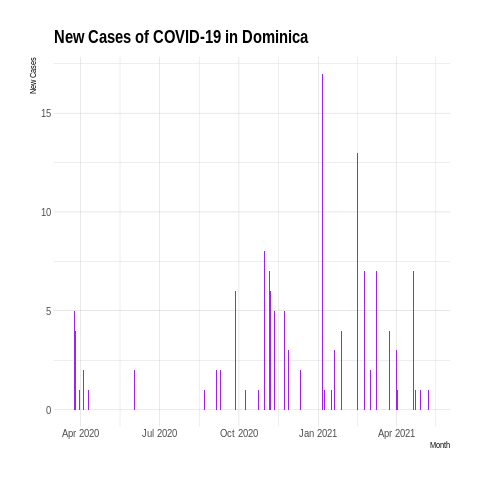 New Cases of COVID-19 in Dominica
New Cases
15
10
5
0
Apr 2020 Jul 2020 Oct 2020 Jan 2021 Apr 2021
Month